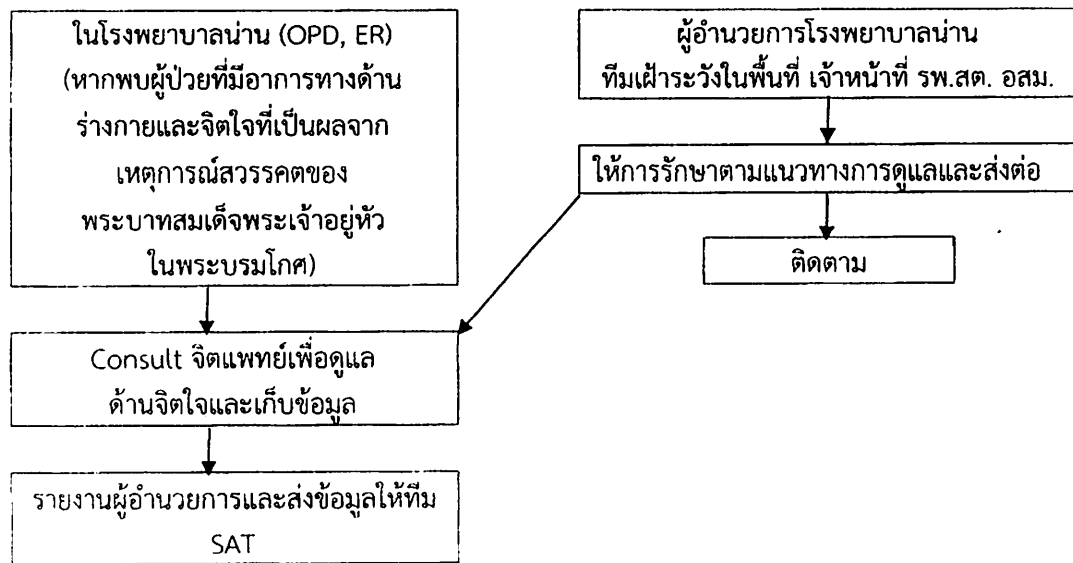 ในโรงพยาบาลน่าน (OPD, ER)
(หากพบผู้ป่วยที่มีอาการทางด้าน
ร่างกายและจิตใจที่เป็นผลจาก
เหตุการณ์สวรรคตของ
พระบาทสมเด็จพระเจ้าอยู่หัว
ในพระบรมโกศ)
Consult จิตแพทย์เพื่อดูแล
ด้านจิตใจและเก็บข้อมูล
รายงานผู้อำนวยการและส่งข้อมูลให้ทีม
SAT
ผู้อำนวยการโรงพยาบาลน่าน
ทีมเฝ้าระวังในพื้นที่ เจ้าหน้าที่ รพ.สต. อสม.
ให้การรักษาตามแนวทางการดูแลและส่งต่อ
ติดตาม